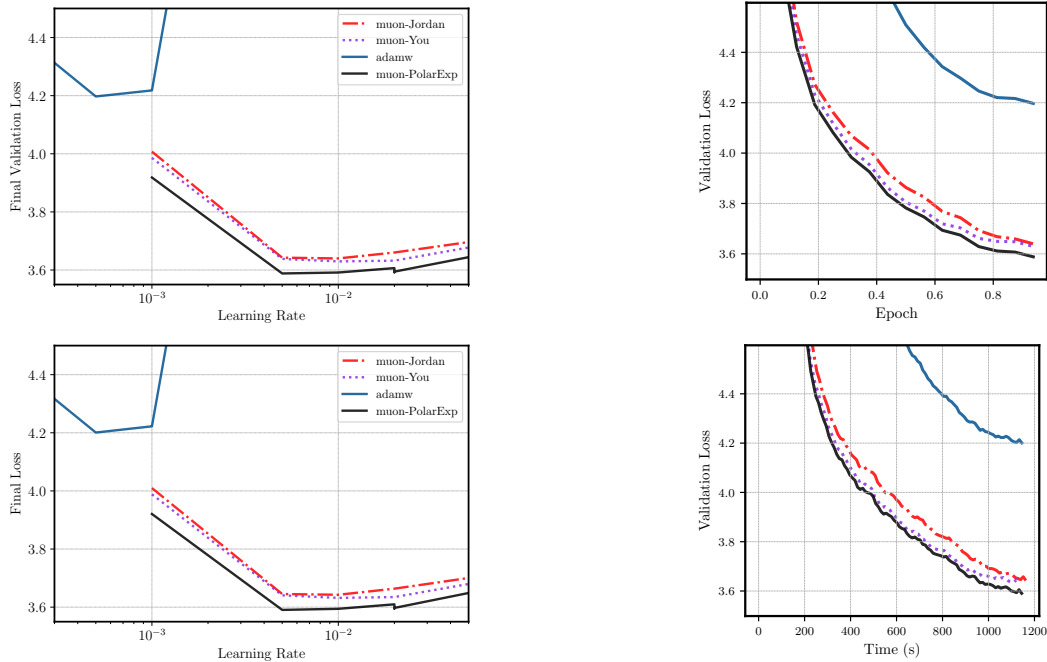 4.4
4.2
4.0
3.8
3.6
Final Validation Loss
10⁻³
10⁻²
Learning Rate
muon-Jordan
muon-You
adamw
muon-PolarExp
4.4
4.2
4.0
3.8
3.6
Validation Loss
0.0 0.2 0.4 0.6 0.8
Epoch
4.4
4.2
4.0
3.8
3.6
Final Loss
10⁻³
10⁻²
Learning Rate
muon-Jordan
muon-You
adamw
muon-PolarExp
4.4
4.2
4.0
3.8
3.6
Validation Loss
0 200 400 600 800 1000 1200
Time (s)